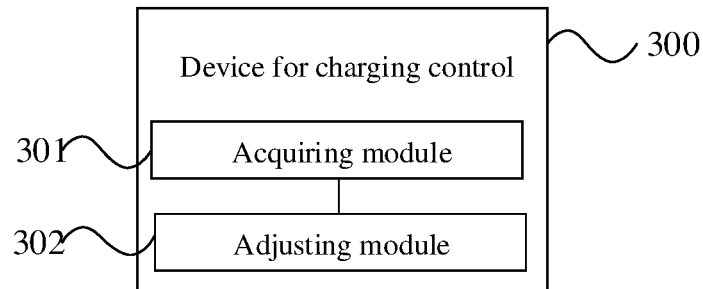 300
Device for charging control
301
Acquiring module
302
Adjusting module